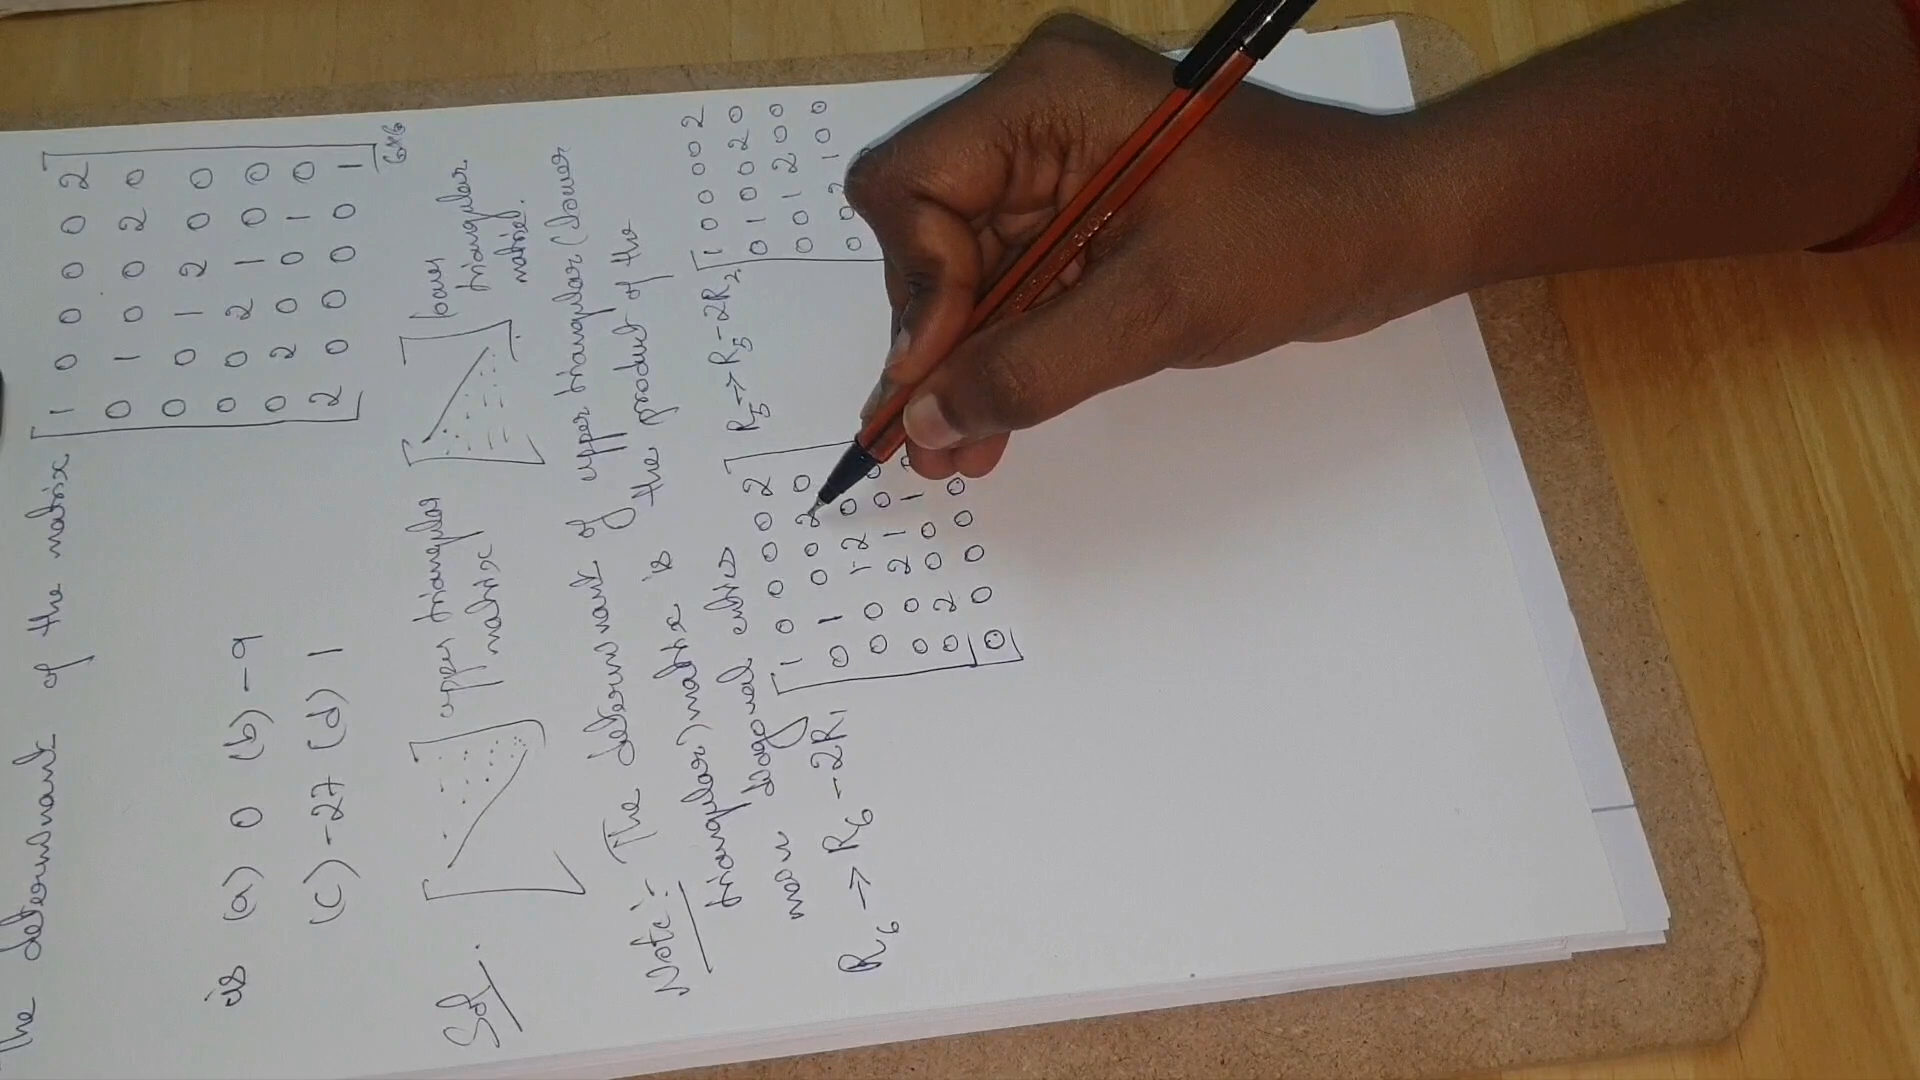 The determinant of the matrix
1 0 0 0 0 2
0 1 0 0 2 0
0 0 1 2 0 0
0 0 2 1 0 0
0 2 0 0 1 0
2 0 0 0 0 1
6×6
is (a) 0 (b) -9
(c) -27 (d) 1
Sol.
upper triangular matrix
lower triangular matrix.
Note:- The determinant of upper triangular (lower
triangular) matrix is the product of the
diagonal entries
now
R6 → R6 - 2R1
1 0 0 0 0 2
0 1 0 0 2 0
0 0 1 2 0 0
0 0 2 1 0 0
0 2 0 0 1
0 0 0 0 0
R5 → R5 - 2R2
1 0 0 0 0 2
0 1 0 0 2 0
0 0 1 2 0 0
0 0 2 1 0 0